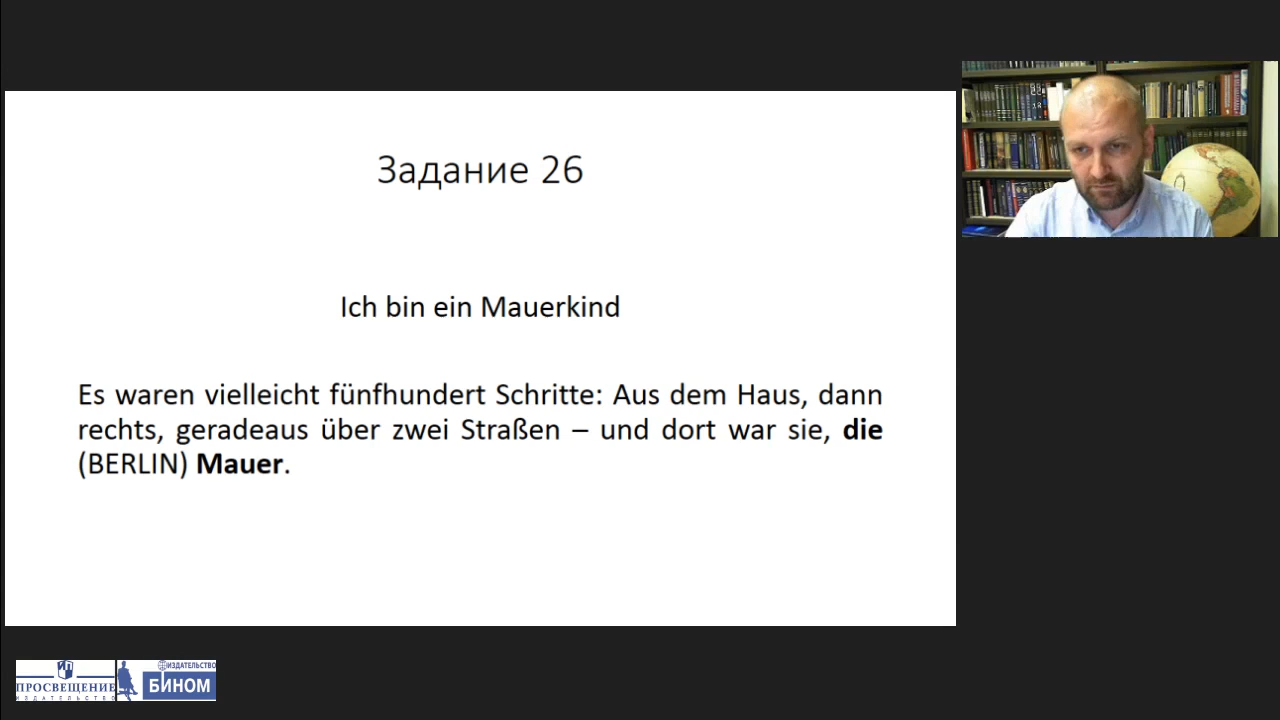 Задание 26
Ich bin ein Mauerkind
Es waren vielleicht fünfhundert Schritte: Aus dem Haus, dann
rechts, geradeaus über zwei Straßen – und dort war sie, die
(BERLIN) Mauer.
ПРОСВЕЩЕНИЕ
ИЗДАТЕЛЬСТВО
ИЗДАТЕЛЬСТВО
БИНОМ